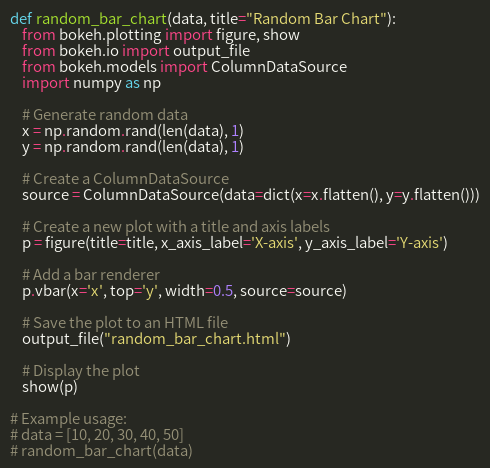 def random_bar_chart(data, title="Random Bar Chart"):
    from bokeh.plotting import figure, show
    from bokeh.io import output_file
    from bokeh.models import ColumnDataSource
    import numpy as np

    # Generate random data
    x = np.random.rand(len(data), 1)
    y = np.random.rand(len(data), 1)

    # Create a ColumnDataSource
    source = ColumnDataSource(data=dict(x=x.flatten(), y=y.flatten()))

    # Create a new plot with a title and axis labels
    p = figure(title=title, x_axis_label='X-axis', y_axis_label='Y-axis')

    # Add a bar renderer
    p.vbar(x='x', top='y', width=0.5, source=source)

    # Save the plot to an HTML file
    output_file("random_bar_chart.html")

    # Display the plot
    show(p)

# Example usage:
# data = [10, 20, 30, 40, 50]
# random_bar_chart(data)